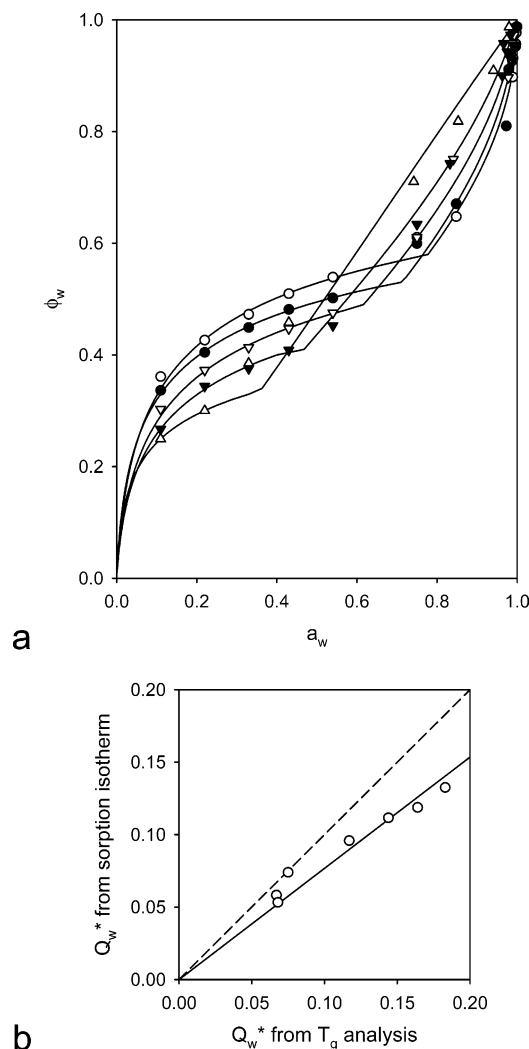 1.0
0.8
0.6
0.4
0.2
0.0
ϕw
0.0 0.2 0.4 0.6 0.8 1.0
aw
a
0.20
0.15
0.10
0.05
0.00
Qw* from sorption isotherm
0.00 0.05 0.10 0.15 0.20
Qw* from Tg analysis
b